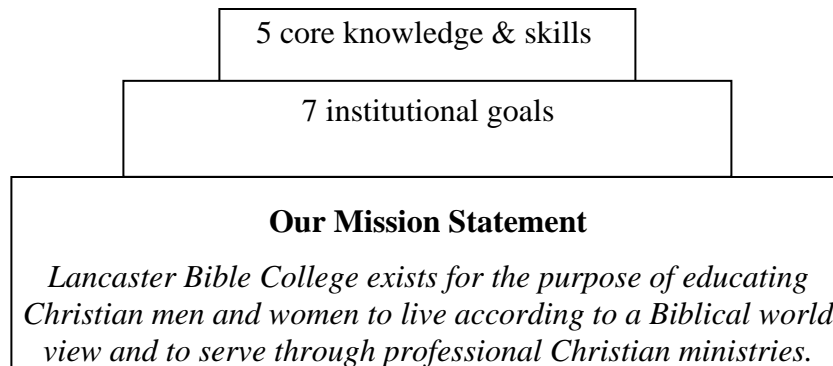 5 core knowledge & skills
7 institutional goals
Our Mission Statement
Lancaster Bible College exists for the purpose of educating
Christian men and women to live according to a Biblical world
view and to serve through professional Christian ministries.